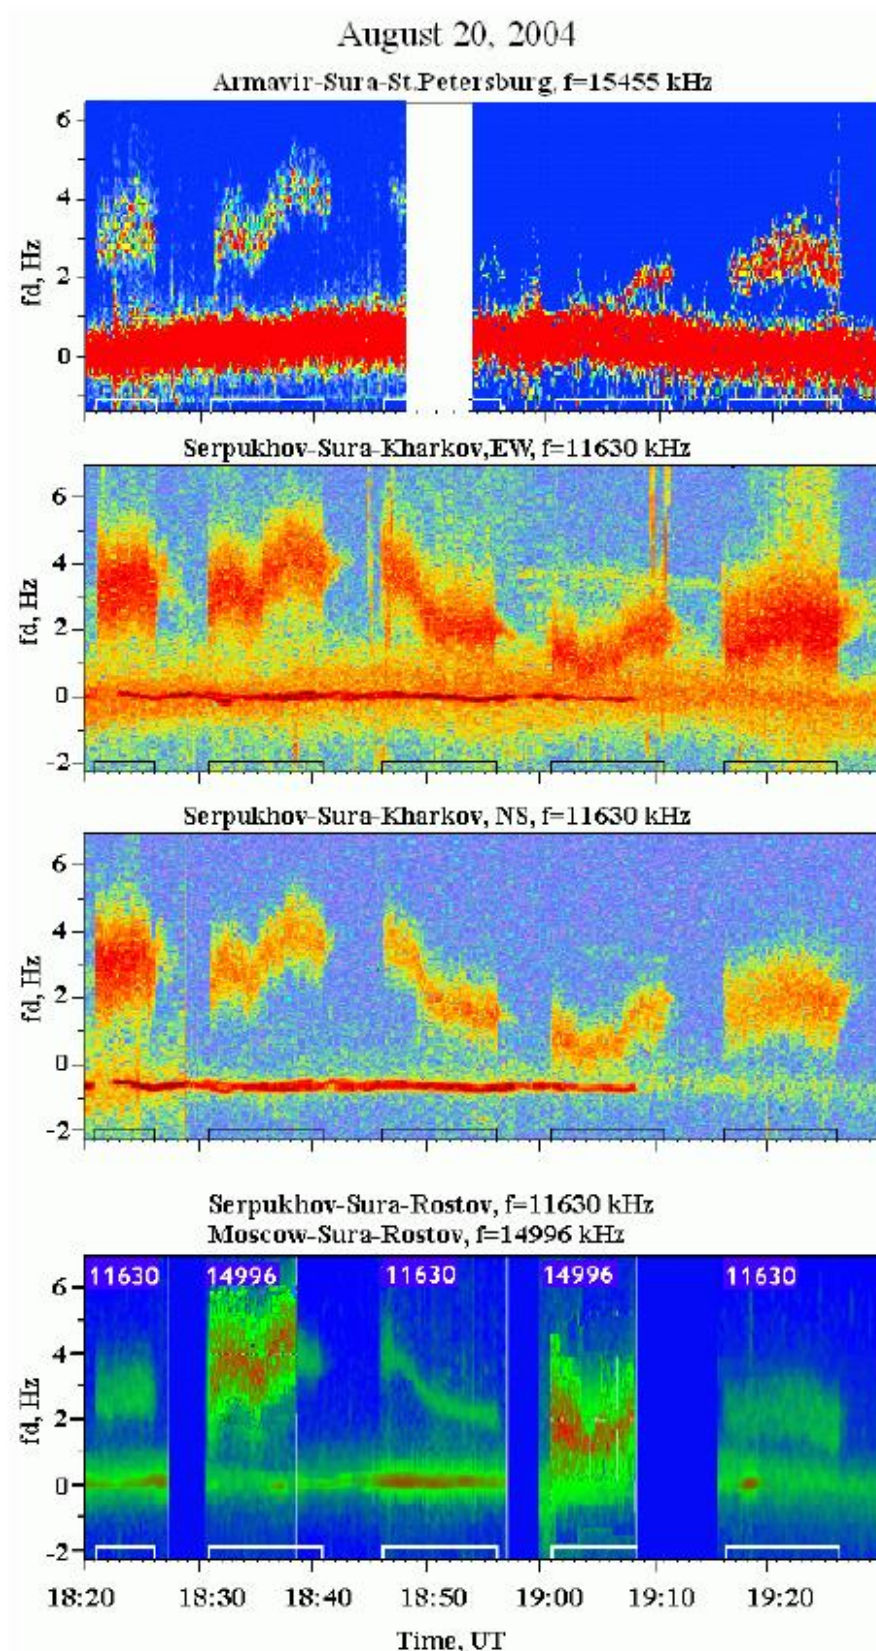 August 20, 2004
Armavir-Sura-St.Petersburg, f=15455 kHz
fd, Hz
6
4
2
0
Serpukhov-Sura-Kharkov,EW, f=11630 kHz
fd, Hz
6
4
2
0
-2
Serpukhov-Sura-Kharkov, NS, f=11630 kHz
fd, Hz
6
4
2
0
-2
Serpukhov-Sura-Rostov, f=11630 kHz
Moscow-Sura-Rostov, f=14996 kHz
11630 14996 11630 14996 11630
fd, Hz
6
4
2
0
-2
18:20 18:30 18:40 18:50 19:00 19:10 19:20
Time, UT